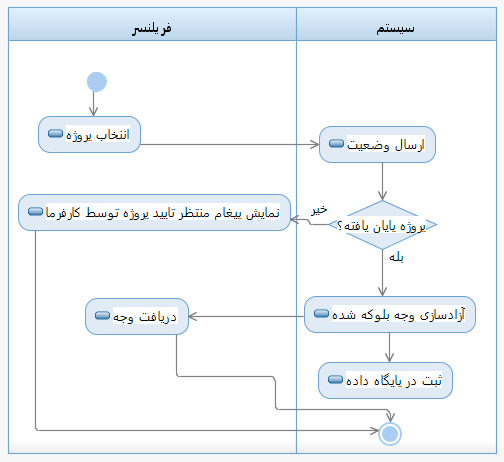 سیستم
فریلنسر
انتخاب پروژه
ارسال وضعیت
پروژه پایان یافته؟
خیر
نمایش پیغام منتظر تایید پروژه توسط کارفرما
بله
آزادسازی وجه بلوکه شده
دریافت وجه
ثبت در پایگاه داده